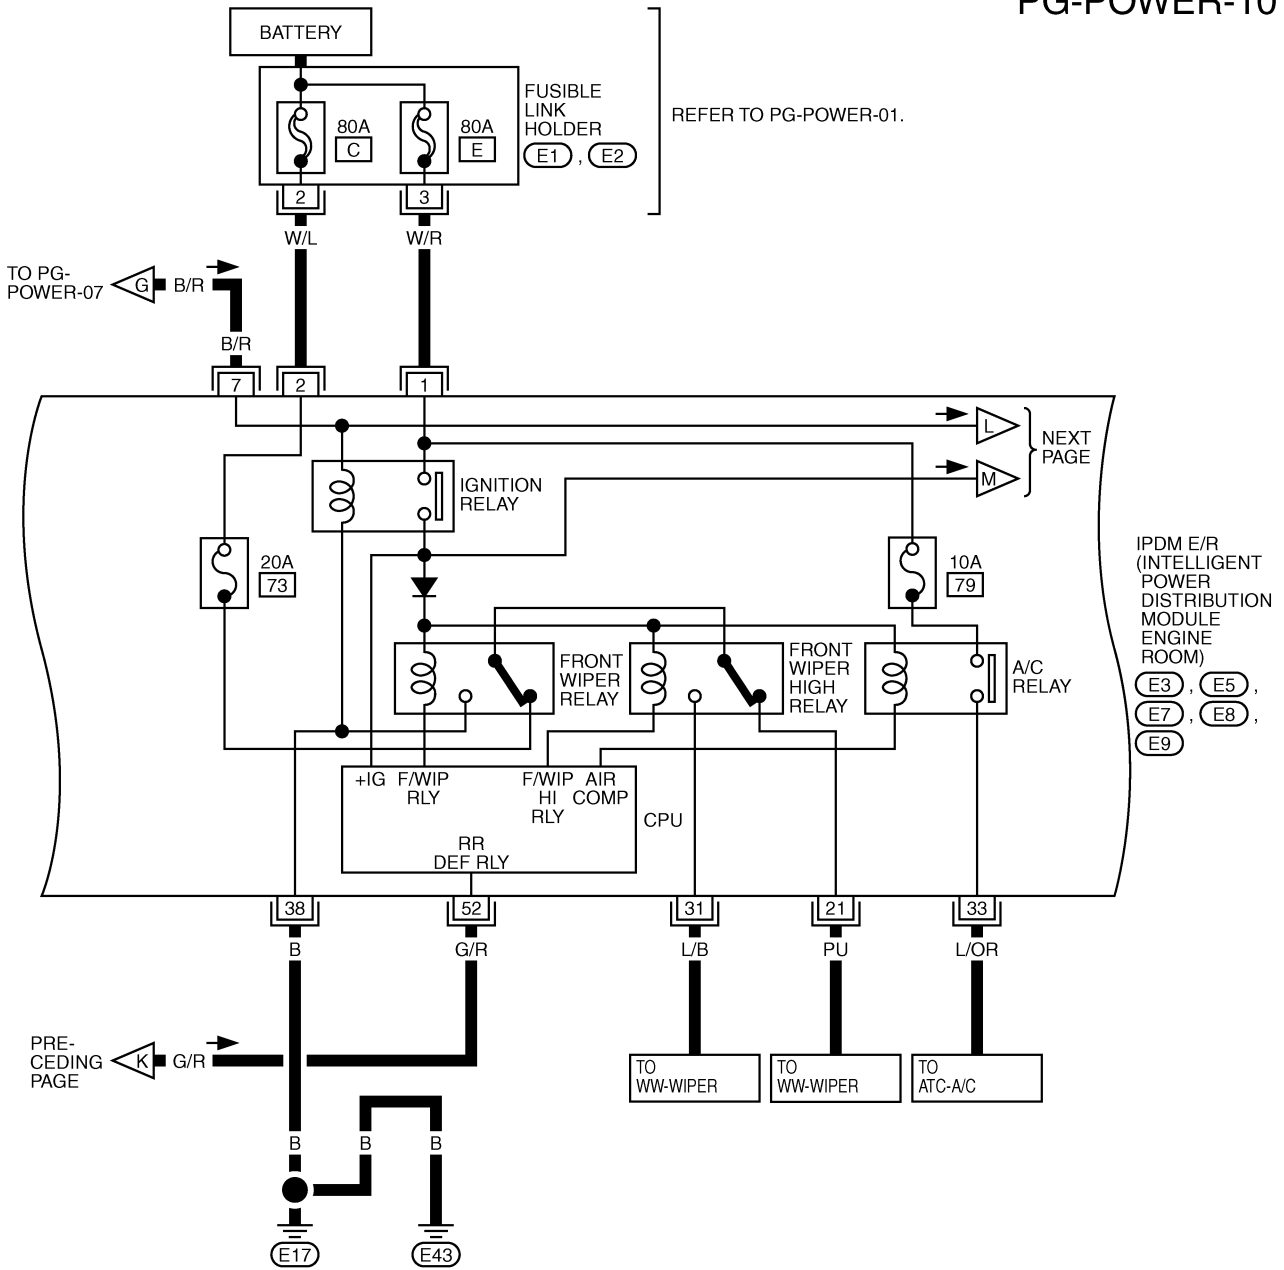 PG-POWER-10
BATTERY
FUSIBLE
LINK
HOLDER
E1 , E2
80A
C
80A
E
REFER TO PG-POWER-01.
2
3
W/L
W/R
TO PG-
POWER-07
G
B/R
B/R
7
2
1
L
M
NEXT
PAGE
IGNITION
RELAY
20A
73
10A
79
IPDM E/R
(INTELLIGENT
POWER
DISTRIBUTION
MODULE
ENGINE
ROOM)
E3 , E5 ,
E7 , E8 ,
E9
FRONT
WIPER
RELAY
FRONT
WIPER
HIGH
RELAY
A/C
RELAY
+IG
F/WIP
RLY
F/WIP
HI
RLY
AIR
COMP
CPU
RR
DEF RLY
38
52
31
21
33
B
G/R
L/B
PU
L/OR
PRE-
CEDING
PAGE
K
G/R
TO
WW-WIPER
TO
WW-WIPER
TO
ATC-A/C
B
B
B
E17
E43